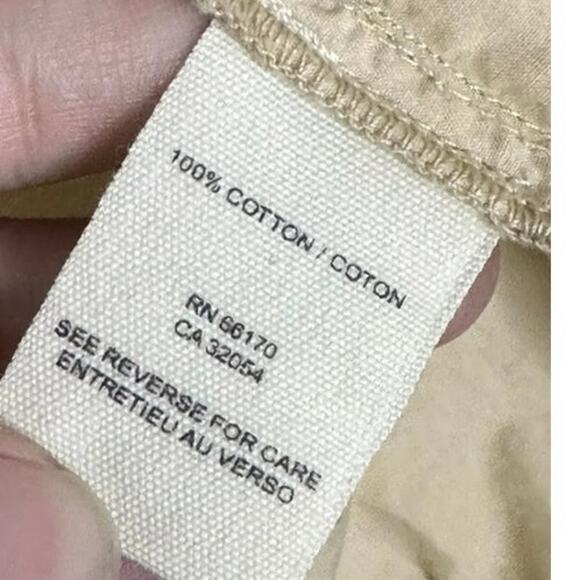 100% COTTON / COTON
RN 66170
CA 32054
SEE REVERSE FOR CARE
ENTRETIEU AU VERSO